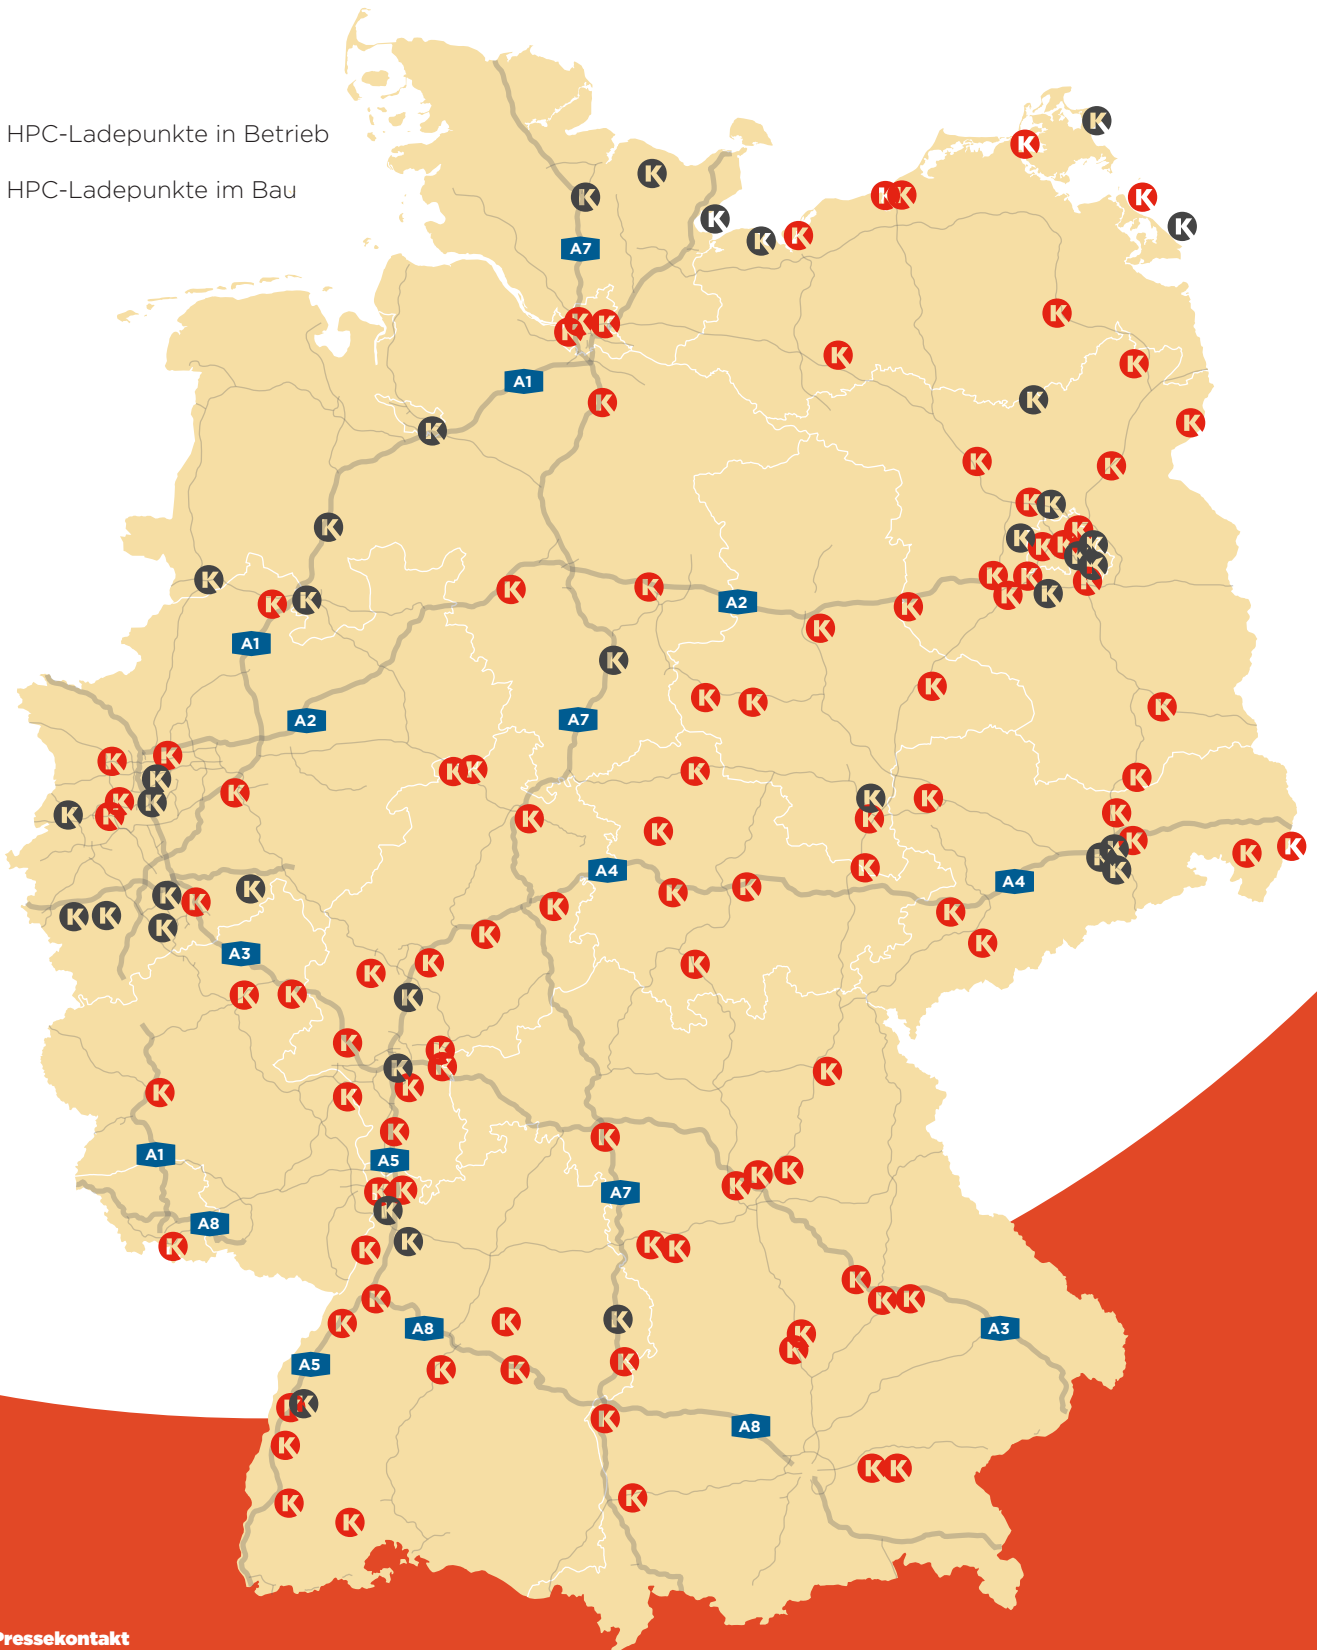 HPC-Ladepunkte in Betrieb
HPC-Ladepunkte im Bau
A7
A1
A2
A1
A2
A7
A4
A4
A3
A1
A5
A7
A8
A8
A3
A5
A8
Pressekontakt